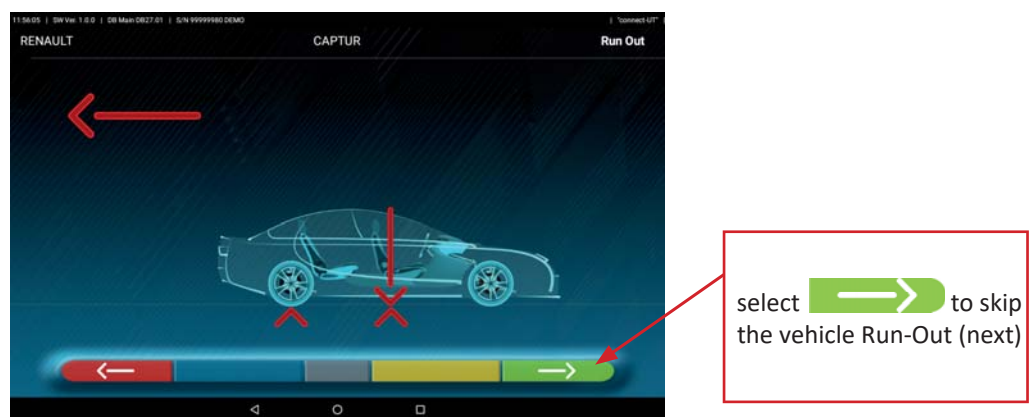 11:56:05 | SW Ver. 1.0.0 | DB Main DB27.01 | S/N 99999980 DEMO | "connect-UT" |
RENAULT CAPTUR Run Out
select to skip
the vehicle Run-Out (next)